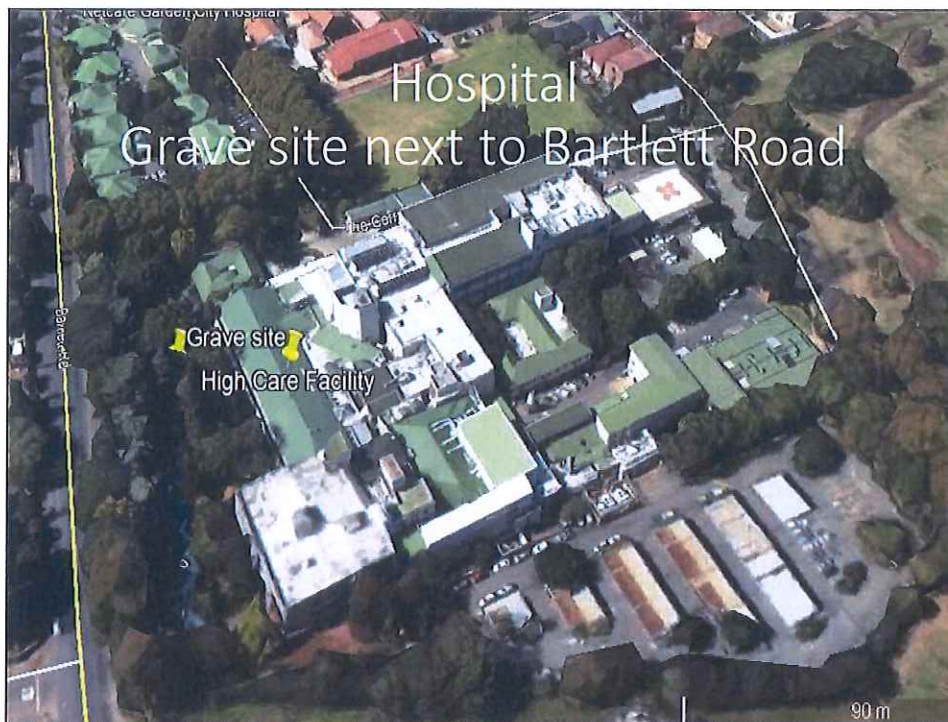 Netcare Garden City Hospital
Hospital
Grave site next to Bartlett Road
Grave site
High Care Facility
90 m